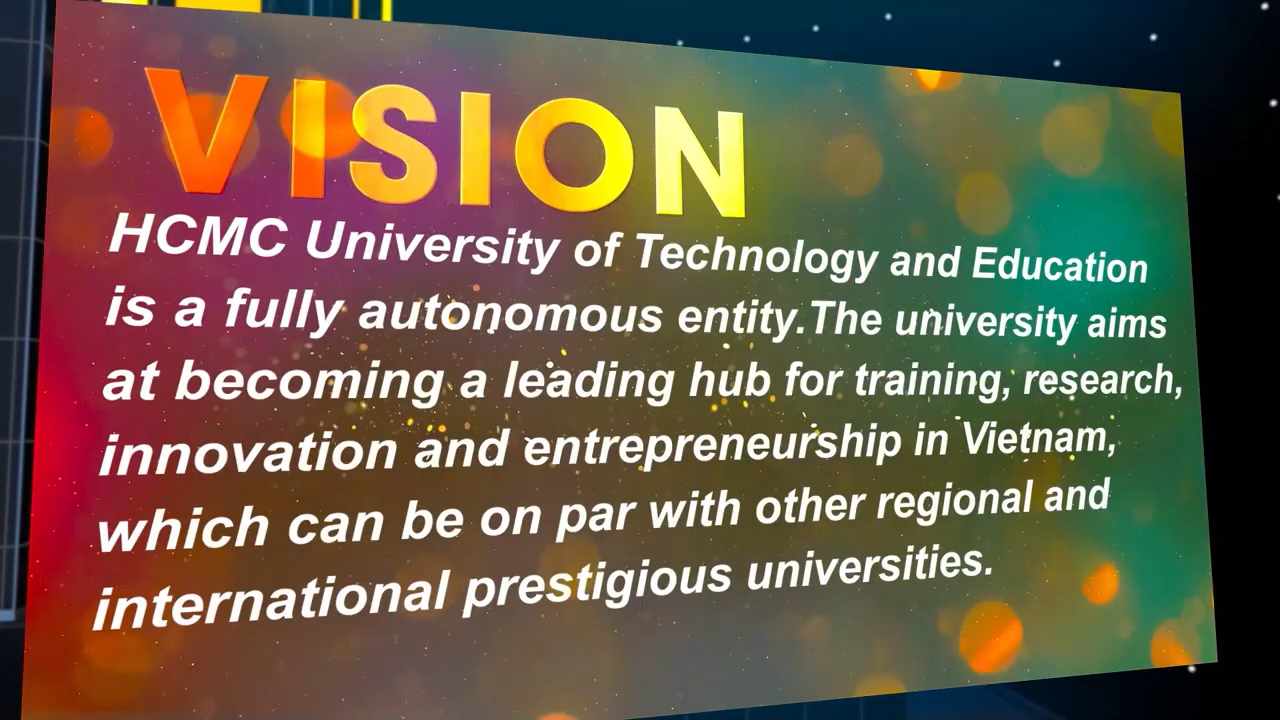 VISION
HCMC University of Technology and Education
is a fully autonomous entity.The university aims
at becoming a leading hub for training, research,
innovation and entrepreneurship in Vietnam,
which can be on par with other regional and
international prestigious universities.